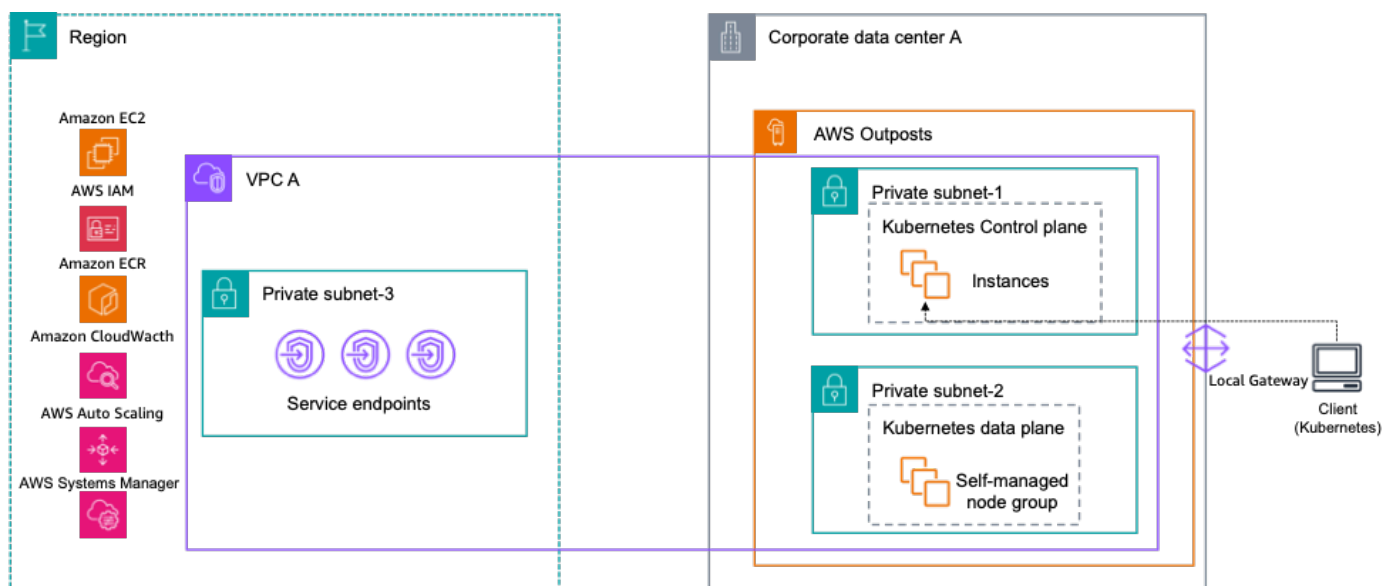 Region
Amazon EC2
AWS IAM
Amazon ECR
Amazon CloudWacth
AWS Auto Scaling
AWS Systems Manager
VPC A
Private subnet-3
Service endpoints
Corporate data center A
AWS Outposts
Private subnet-1
Kubernetes Control plane
Instances
Private subnet-2
Kubernetes data plane
Self-managed
node group
Local Gateway
Client
(Kubernetes)